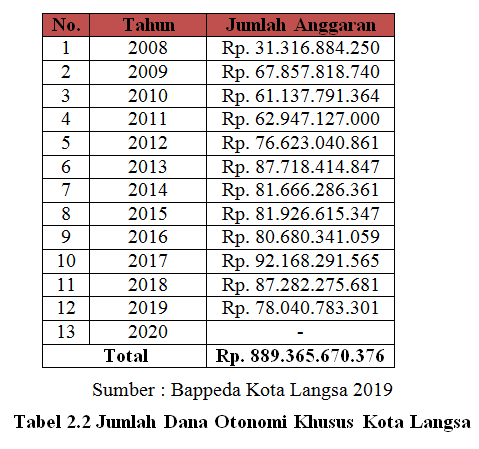 No. Tahun Jumlah Anggaran
1 2008 Rp. 31.316.884.250
2 2009 Rp. 67.857.818.740
3 2010 Rp. 61.137.791.364
4 2011 Rp. 62.947.127.000
5 2012 Rp. 76.623.040.861
6 2013 Rp. 87.718.414.847
7 2014 Rp. 81.666.286.361
8 2015 Rp. 81.926.615.347
9 2016 Rp. 80.680.341.059
10 2017 Rp. 92.168.291.565
11 2018 Rp. 87.282.275.681
12 2019 Rp. 78.040.783.301
13 2020 -
Total Rp. 889.365.670.376
Sumber : Bappeda Kota Langsa 2019
Tabel 2.2 Jumlah Dana Otonomi Khusus Kota Langsa